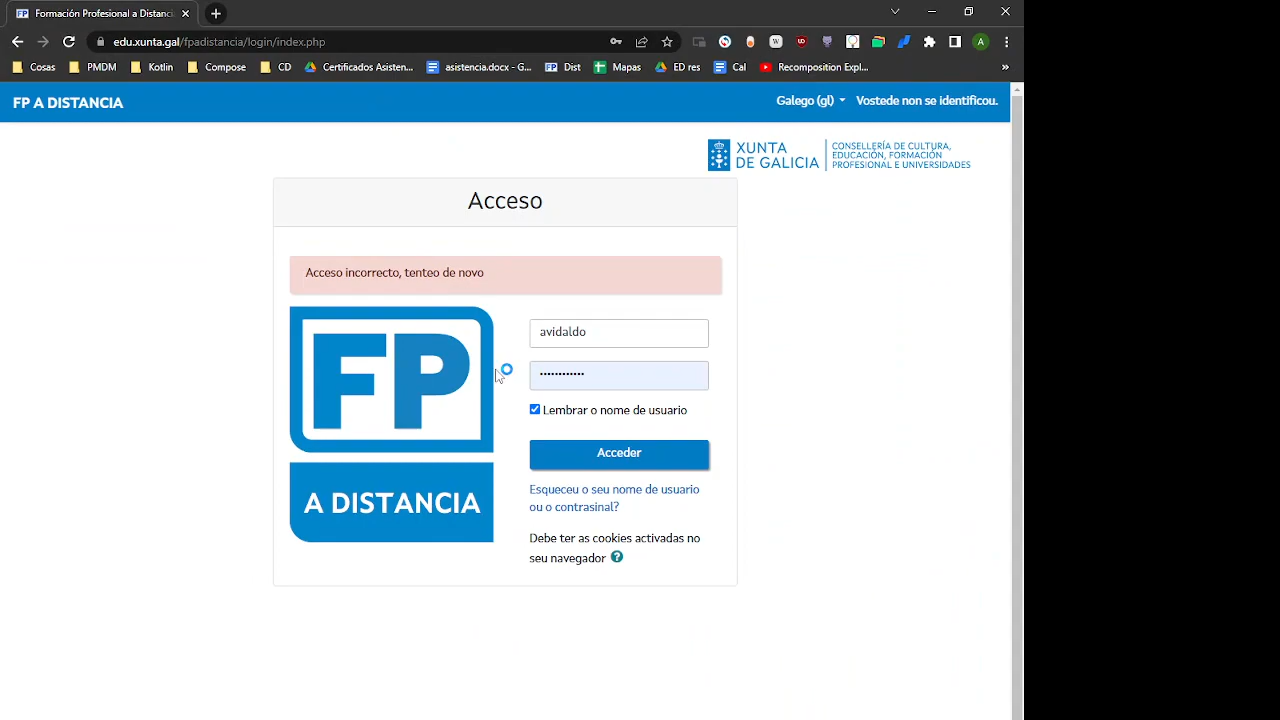 Formación Profesional a Distanci
edu.xunta.gal/fpadistancia/login/index.php
A
Cosas PMDM Kotlin Compose CD Certificados Asisten... asistencia.docx - G... Dist Mapas ED res Cal Recomposition Expl... »
FP A DISTANCIA
Galego (gl) Vostede non se identificou.
XUNTA
DE GALICIA
CONSELLERÍA DE CULTURA,
EDUCACIÓN, FORMACIÓN
PROFESIONAL E UNIVERSIDADES
Acceso
Acceso incorrecto, tenteo de novo
FP
A DISTANCIA
avidaldo
••••••••••••
Lembrar o nome de usuario
Acceder
Esqueceu o seu nome de usuario
ou o contrasinal?
Debe ter as cookies activadas no
seu navegador ?